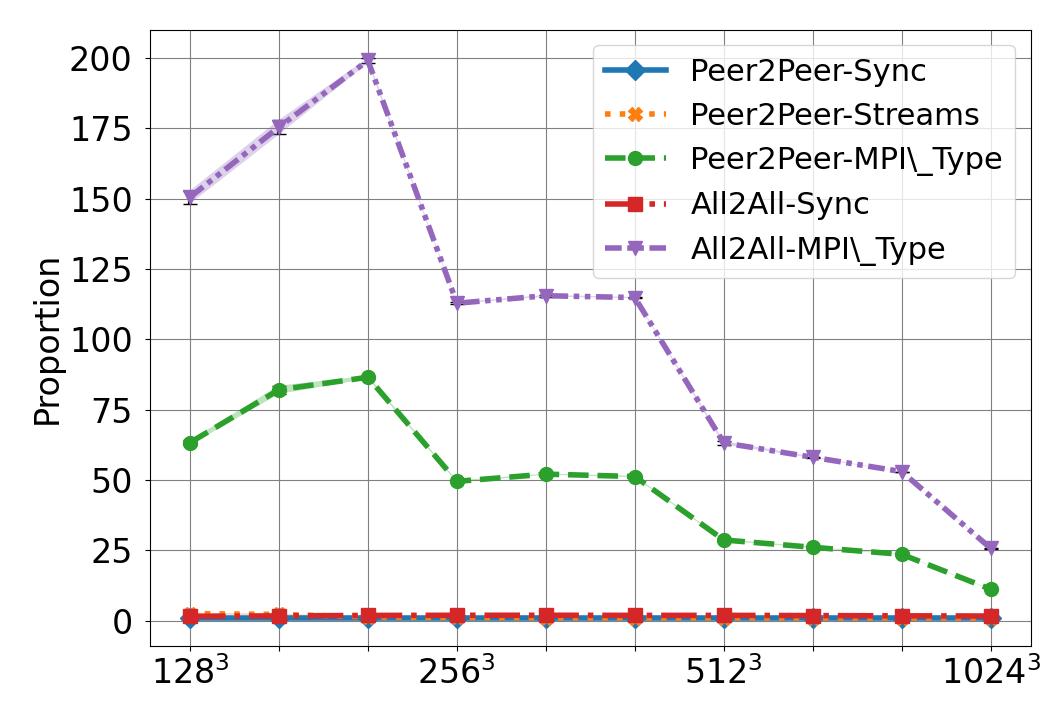 200
175
150
125
100
75
50
25
0
Proportion
Peer2Peer-Sync
Peer2Peer-Streams
Peer2Peer-MPI\_Type
All2All-Sync
All2All-MPI\_Type
128³ 256³ 512³ 1024³